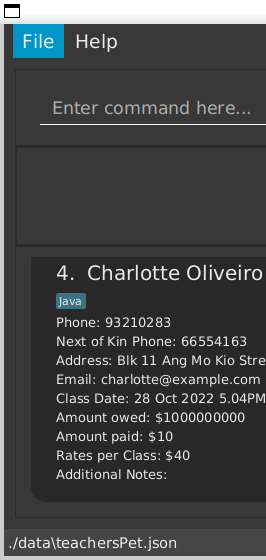 File Help
Enter command here...
4. Charlotte Oliveiro
Java
Phone: 93210283
Next of Kin Phone: 66554163
Address: Blk 11 Ang Mo Kio Stre
Email: charlotte@example.com
Class Date: 28 Oct 2022 5.04PM
Amount owed: $1000000000
Amount paid: $10
Rates per Class: $40
Additional Notes:
./data\teachersPet.json